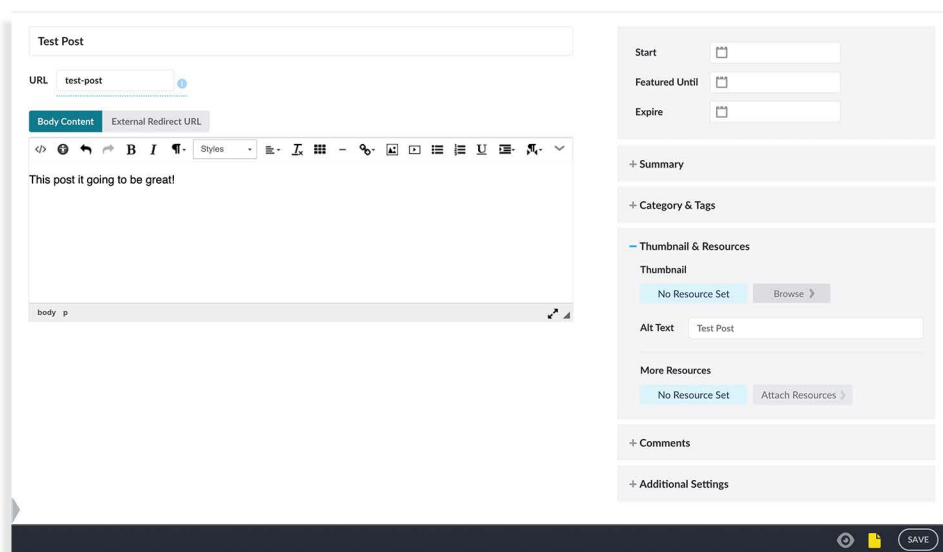 Test Post
URL test-post
Body Content External Redirect URL
Styles
This post it going to be great!
body p
Start
Featured Until
Expire
+ Summary
+ Category & Tags
− Thumbnail & Resources
Thumbnail
No Resource Set Browse
Alt Text Test Post
More Resources
No Resource Set Attach Resources
+ Comments
+ Additional Settings
SAVE